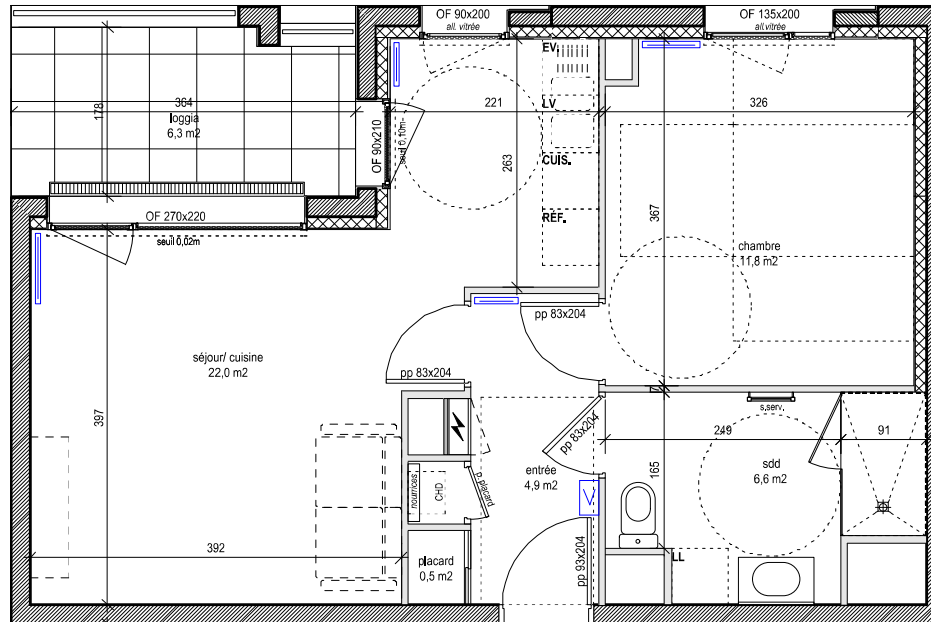 OF 90x200
all. vitrée
OF 135x200
all.vitrée
EV.
178
364
loggia
6,3 m2
OF 90x210
seuil 0,10m
221
LV
326
263
CUIS.
367
RÉF.
OF 270x220
seuil 0,02m
chambre
11,8 m2
pp 83x204
séjour/ cuisine
22,0 m2
pp 83x204
17
s.serv.
397
pp 83x204
249
91
entrée
4,9 m2
sdd
6,6 m2
165
nourrices
CHD
p.placard
392
placard
0,5 m2
pp 93x204
LL